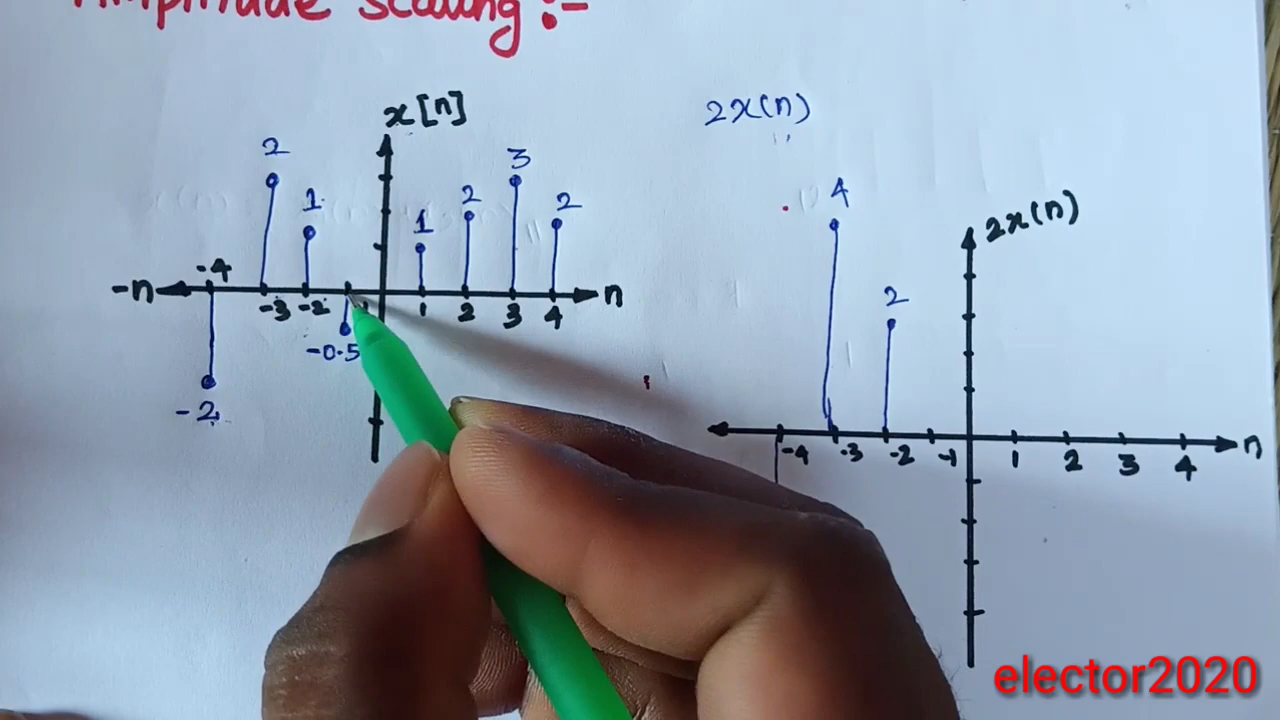 Amplitude scaling :-
x[n]
2x(n)
2
1
1
2
3
2
4
2
2x(n)
-4
-n
n
-3 -2
1 2 3 4
-0.5
-2
-4 -3 -2 -1 1 2 3 4
n
elector2020